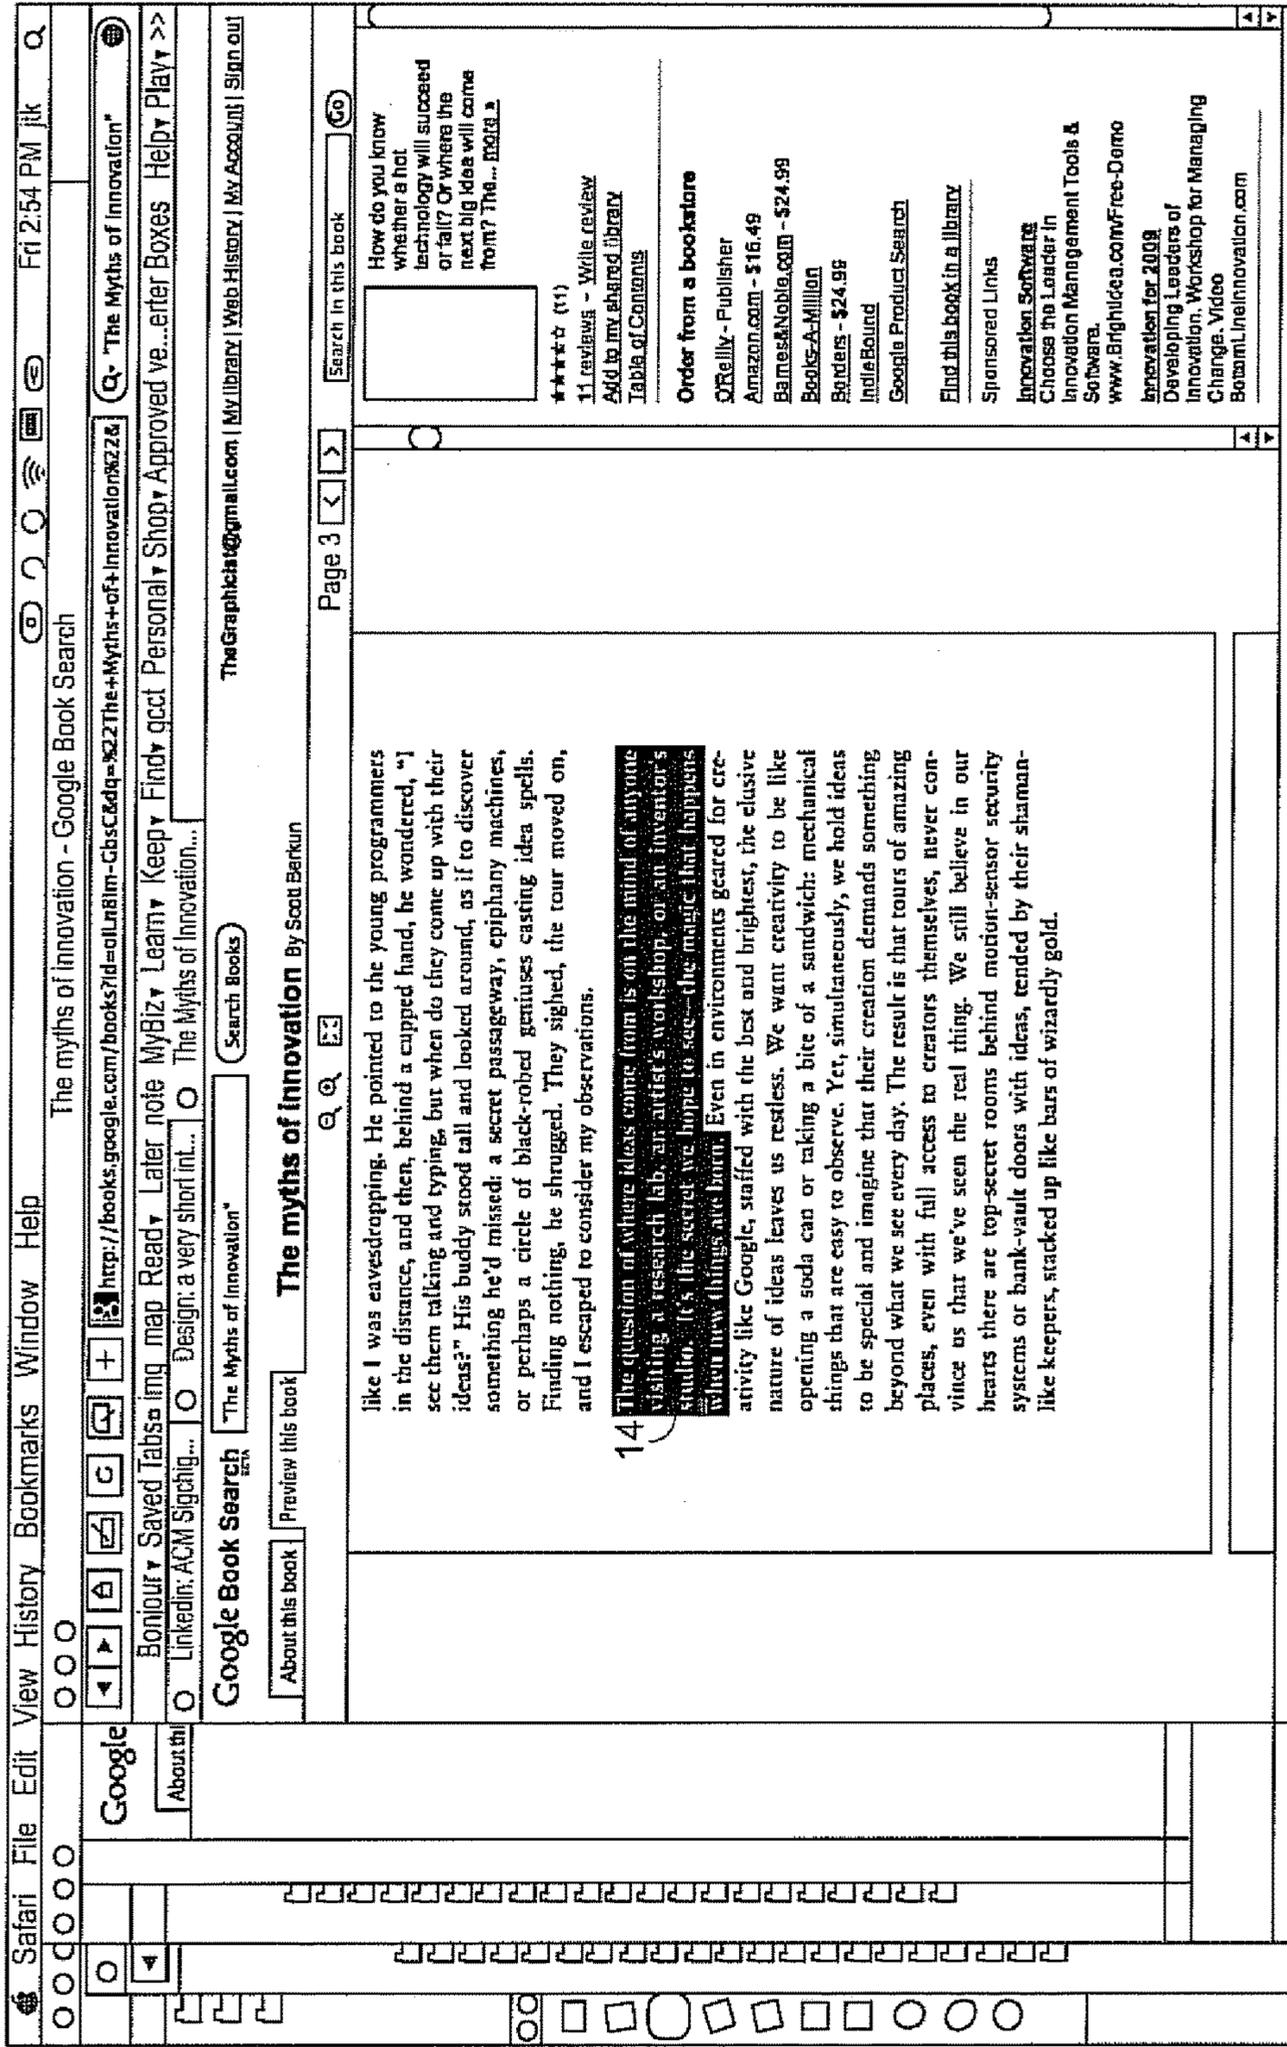 Safari File Edit View History Bookmarks Window Help Fri 2:54 PM jtk
The myths of innovation - Google Book Search
http://books.google.com/books?id=olLn8Im-GbsC&dq=%22The+Myths+of+Innovation%22& "The Myths of Innovation"
Bonjour Saved Tabs ing map Read Later note MyBiz Learn Keep Find gcct Personal Shop Approved ve...enter Boxes Help Play >>
LinkedIn: ACM Sigchig... Design: a very short int... The Myths of Innovation...
Google
About thi
Google Book Search BETA "The Myths of Innovation" Search Books TheGraphicist@gmail.com | My library | Web History | My Account | Sign out
About this book Preview this book The myths of innovation By Scott Berkun
Page 3 < > Search in this book Go
like I was eavesdropping. He pointed to the young programmers
in the distance, and then, behind a cupped hand, he wondered, “I
see them talking and typing, but when do they come up with their
ideas?” His buddy stood tall and looked around, as if to discover
something he’d missed: a secret passageway, epiphany machines,
or perhaps a circle of black-robed geniuses casting idea spells.
Finding nothing, he shrugged. They sighed, the tour moved on,
and I escaped to consider my observations.
14
The question of where ideas come from is on the mind of anyone
visiting a research lab, an artist's workshop, or an inventor's
studio. It's the secret we hope to see—the magic that happens
when new things are born. Even in environments geared for cre-
ativity like Google, staffed with the best and brightest, the elusive
nature of ideas leaves us restless. We want creativity to be like
opening a soda can or taking a bite of a sandwich: mechanical
things that are easy to observe. Yet, simultaneously, we hold ideas
to be special and imagine that their creation demands something
beyond what we see every day. The result is that tours of amazing
places, even with full access to creators themselves, never con-
vince us that we’ve seen the real thing. We still believe in our
hearts there are top-secret rooms behind motion-sensor security
systems or bank-vault doors with ideas, tended by their shaman-
like keepers, stacked up like bars of wizardly gold.
How do you know
whether a hot
technology will succeed
or fail? Or where the
next big idea will come
from? The... more »
(11)
11 reviews - Write review
Add to my shared library
Table of Contents
Order from a bookstore
O'Reilly - Publisher
Amazon.com - $16.49
Barnes&Noble.com - $24.99
Books-A-Million
Borders - $24.99
IndieBound
Google Product Search
Find this book in a library
Sponsored Links
Innovation Software
Choose the Leader in
Innovation Management Tools &
Software.
www.BrightIdea.com/Free-Demo
Innovation for 2009
Developing Leaders of
Innovation. Workshop for Managing
Change. Video
BottomLineInnovation.com